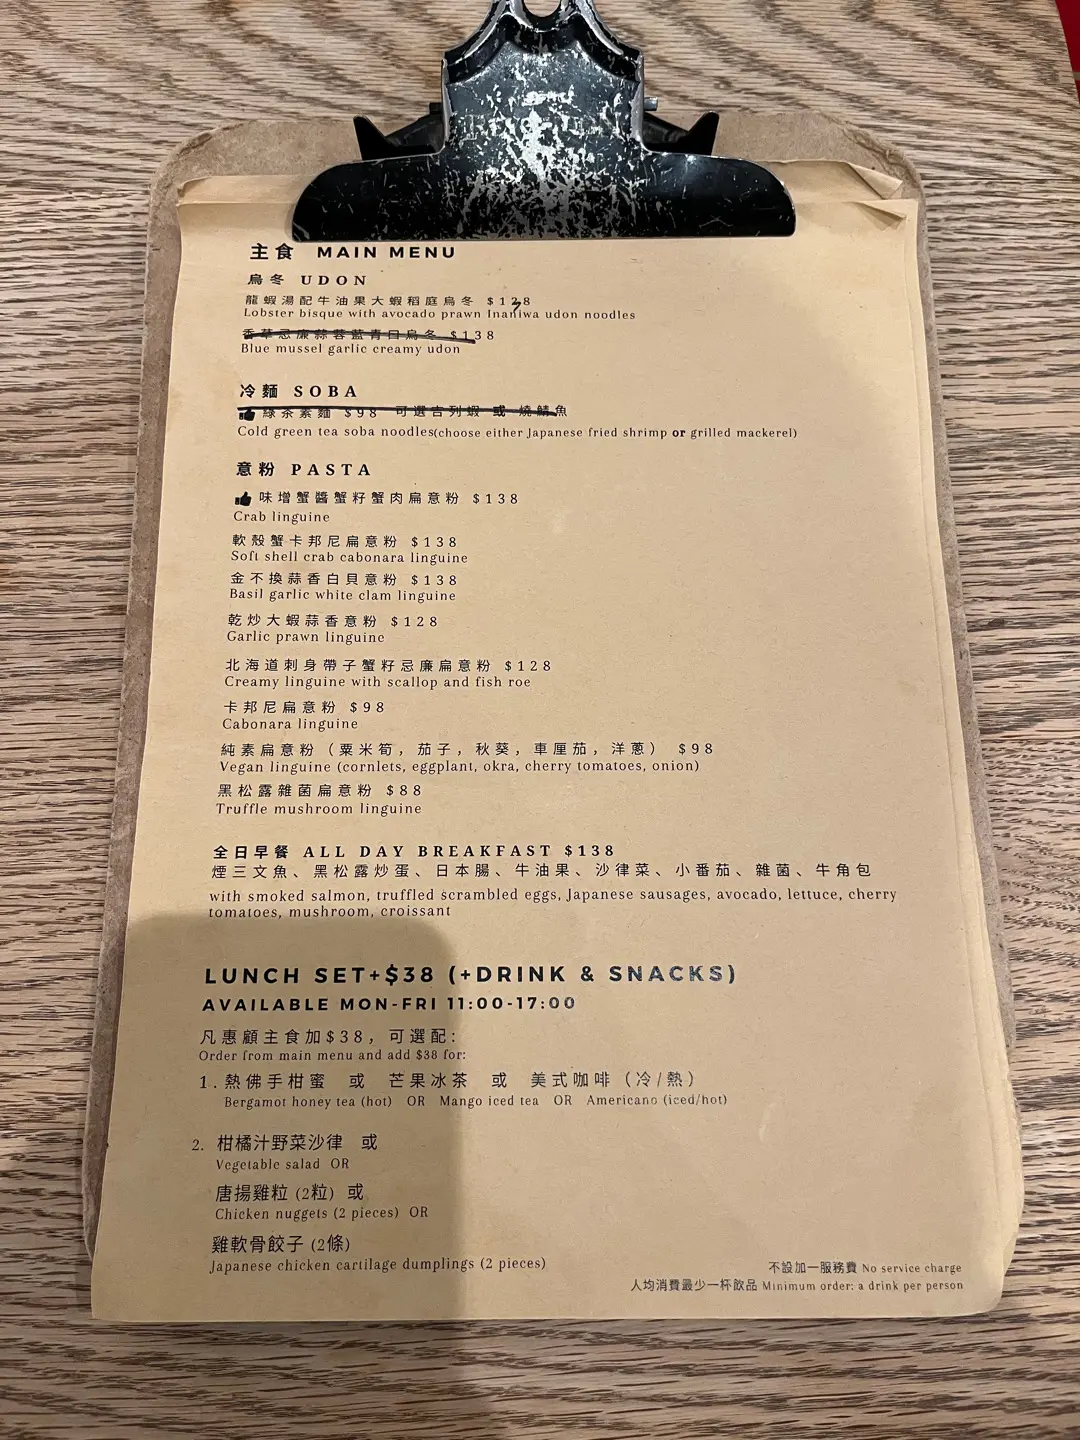 主食 MAIN MENU
烏冬 UDON
龍蝦湯配牛油果大蝦稻庭烏冬 $128
Lobster bisque with avocado prawn Inaniwa udon noodles
香草忌廉蒜蓉藍青口烏冬 $138
Blue mussel garlic creamy udon
冷麵 SOBA
綠茶素麵 $98 可選吉列蝦 或 燒鯖魚
Cold green tea soba noodles(choose either Japanese fried shrimp or grilled mackerel)
意粉 PASTA
味增蟹醬蟹籽蟹肉扁意粉 $138
Crab linguine
軟殼蟹卡邦尼扁意粉 $138
Soft shell crab cabonara linguine
金不換蒜香白貝意粉 $138
Basil garlic white clam linguine
乾炒大蝦蒜香意粉 $128
Garlic prawn linguine
北海道刺身帶子蟹籽忌廉扁意粉 $128
Creamy linguine with scallop and fish roe
卡邦尼扁意粉 $98
Cabonara linguine
純素扁意粉（粟米筍，茄子，秋葵，車厘茄，洋蔥） $98
Vegan linguine (cornlets, eggplant, okra, cherry tomatoes, onion)
黑松露雜菌扁意粉 $88
Truffle mushroom linguine
全日早餐 ALL DAY BREAKFAST $138
煙三文魚、黑松露炒蛋、日本腸、牛油果、沙律菜、小番茄、雜菌、牛角包
with smoked salmon, truffled scrambled eggs, Japanese sausages, avocado, lettuce, cherry
tomatoes, mushroom, croissant
LUNCH SET+$38 (+DRINK & SNACKS)
AVAILABLE MON-FRI 11:00-17:00
凡惠顧主食加$38，可選配：
Order from main menu and add $38 for:
1. 熱佛手柑蜜 或 芒果冰茶 或 美式咖啡（冷/熱）
Bergamot honey tea (hot) OR Mango iced tea OR Americano (iced/hot)
2. 柑橘汁野菜沙律 或
Vegetable salad OR
唐揚雞粒 (2粒) 或
Chicken nuggets (2 pieces) OR
雞軟骨餃子 (2條)
Japanese chicken cartilage dumplings (2 pieces)
不設加一服務費 No service charge
人均消費最少一杯飲品 Minimum order: a drink per person